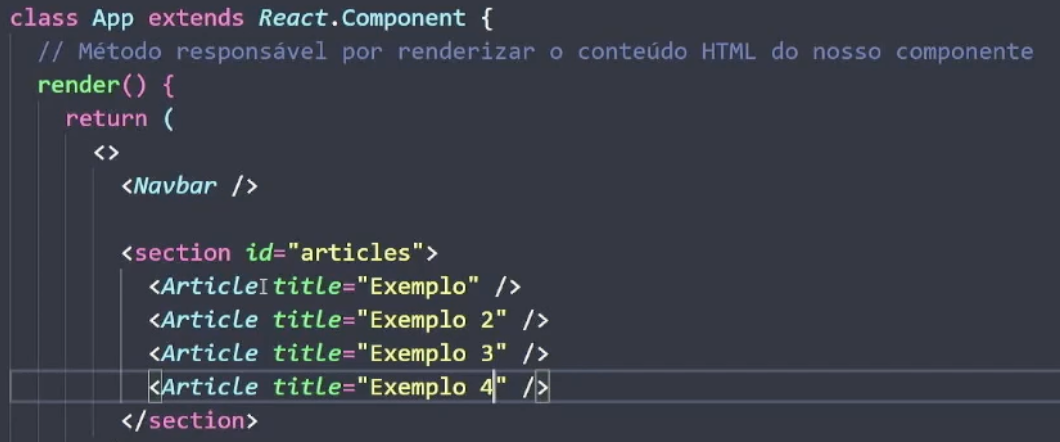 class App extends React.Component {
// Método responsável por renderizar o conteúdo HTML do nosso componente
render() {
return (
<>
<Navbar />
<section id="articles">
<Article title="Exemplo" />
<Article title="Exemplo 2" />
<Article title="Exemplo 3" />
<Article title="Exemplo 4" />
</section>